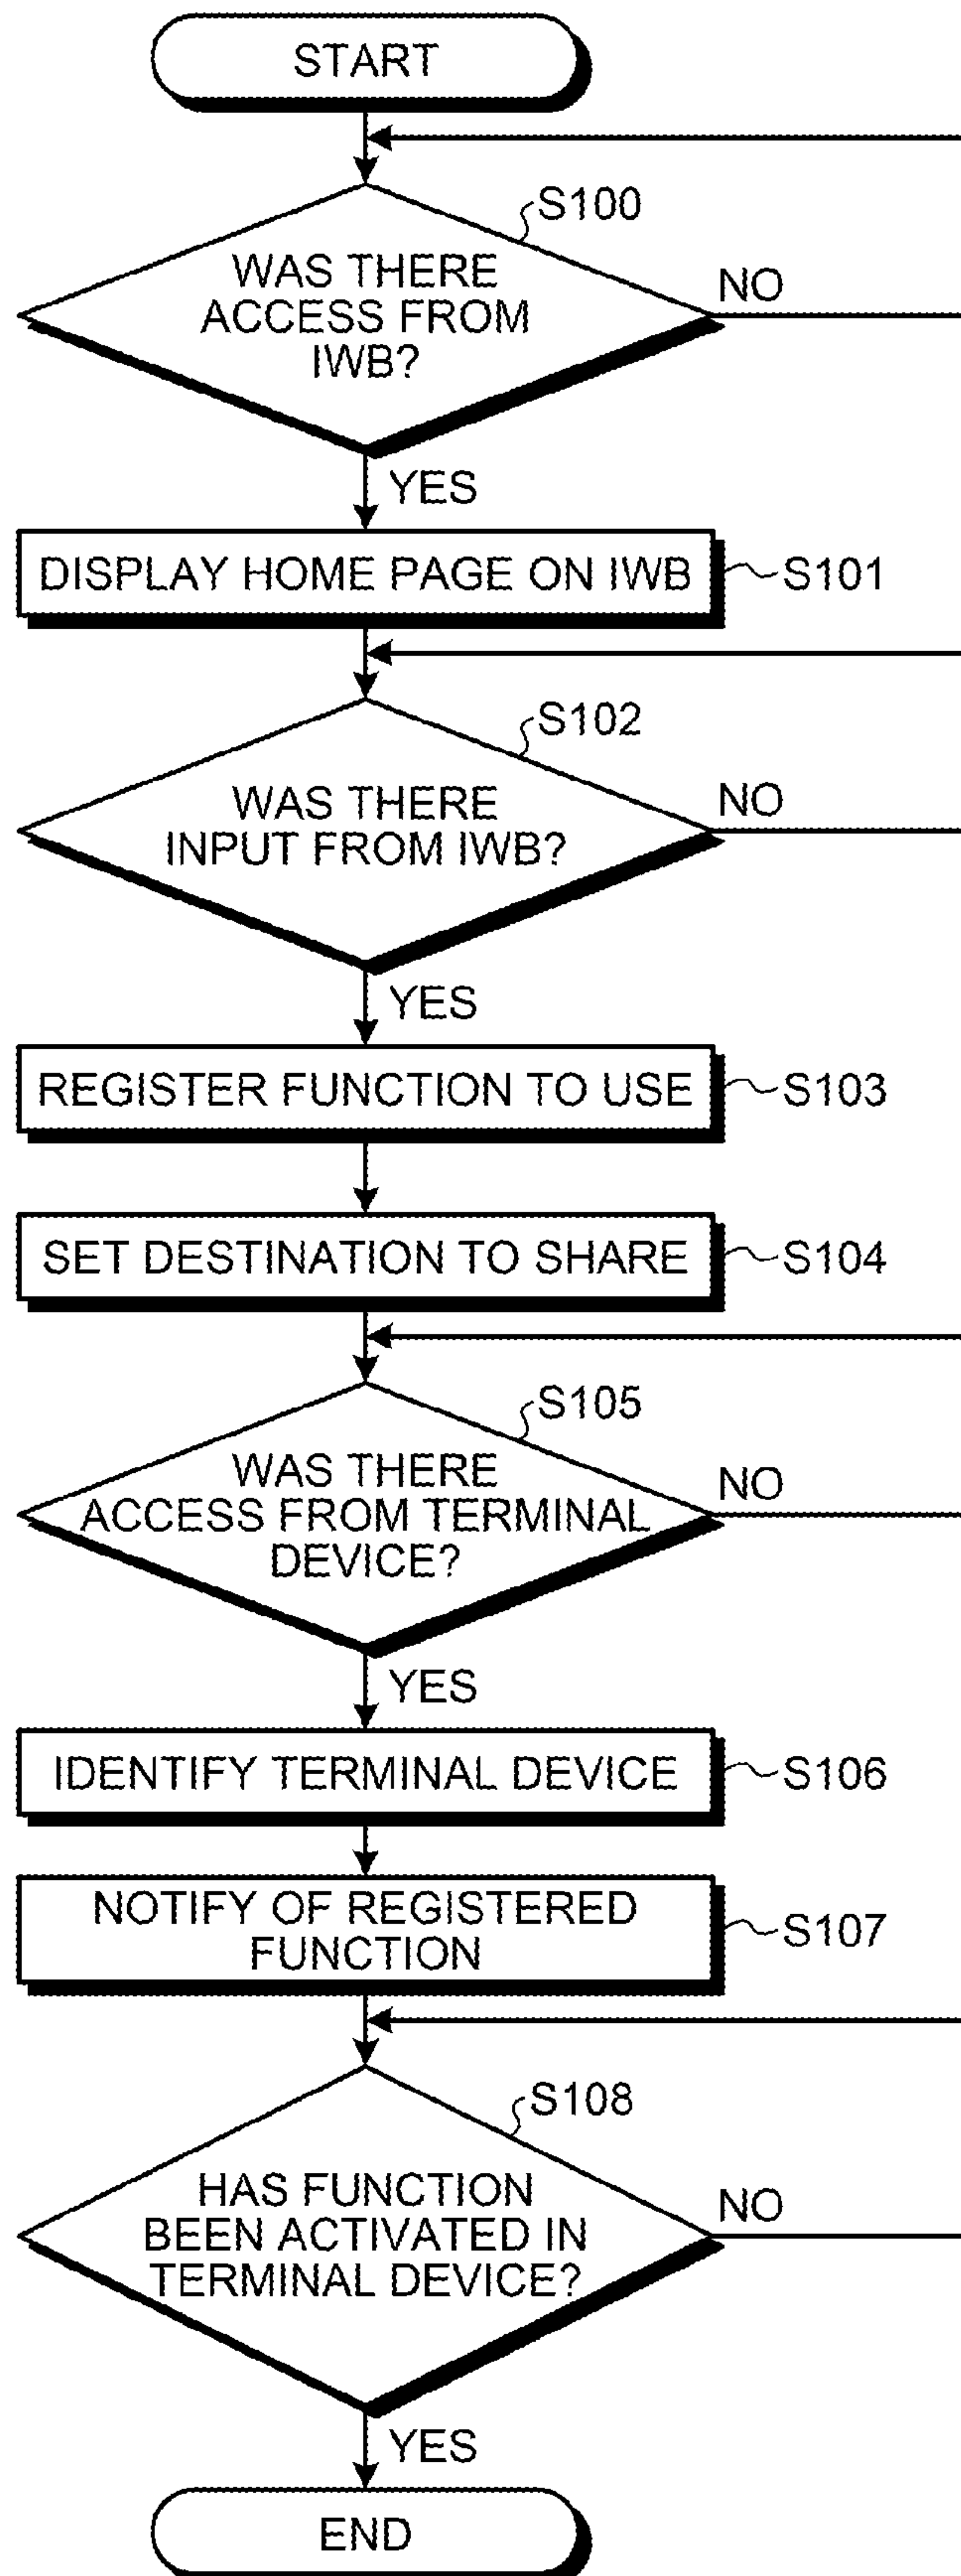 START
S100
WAS THERE
ACCESS FROM
IWB?
NO
YES
DISPLAY HOME PAGE ON IWB
S101
S102
WAS THERE
INPUT FROM IWB?
NO
YES
REGISTER FUNCTION TO USE
S103
SET DESTINATION TO SHARE
S104
S105
WAS THERE
ACCESS FROM TERMINAL
DEVICE?
NO
YES
IDENTIFY TERMINAL DEVICE
S106
NOTIFY OF REGISTERED
FUNCTION
S107
S108
HAS FUNCTION
BEEN ACTIVATED IN
TERMINAL DEVICE?
NO
YES
END